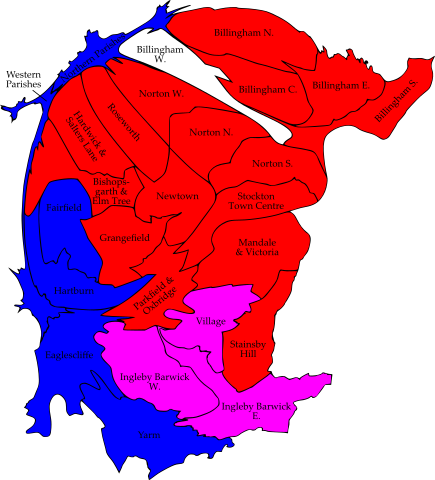 Billingham N.
Billingham
W.
Western
Parishes
Northern Parishes
Billingham C.
Billingham E.
Billingham S.
Norton W.
Roseworth
Hardwick &
Salters Lane
Norton N.
Norton S.
Bishops-
garth &
Elm Tree
Newtown
Stockton
Town Centre
Fairfield
Grangefield
Mandale
& Victoria
Hartburn
Parkfield &
Oxbridge
Village
Stainsby
Hill
Eaglescliffe
Ingleby Barwick
W.
Ingleby Barwick
E.
Yarm